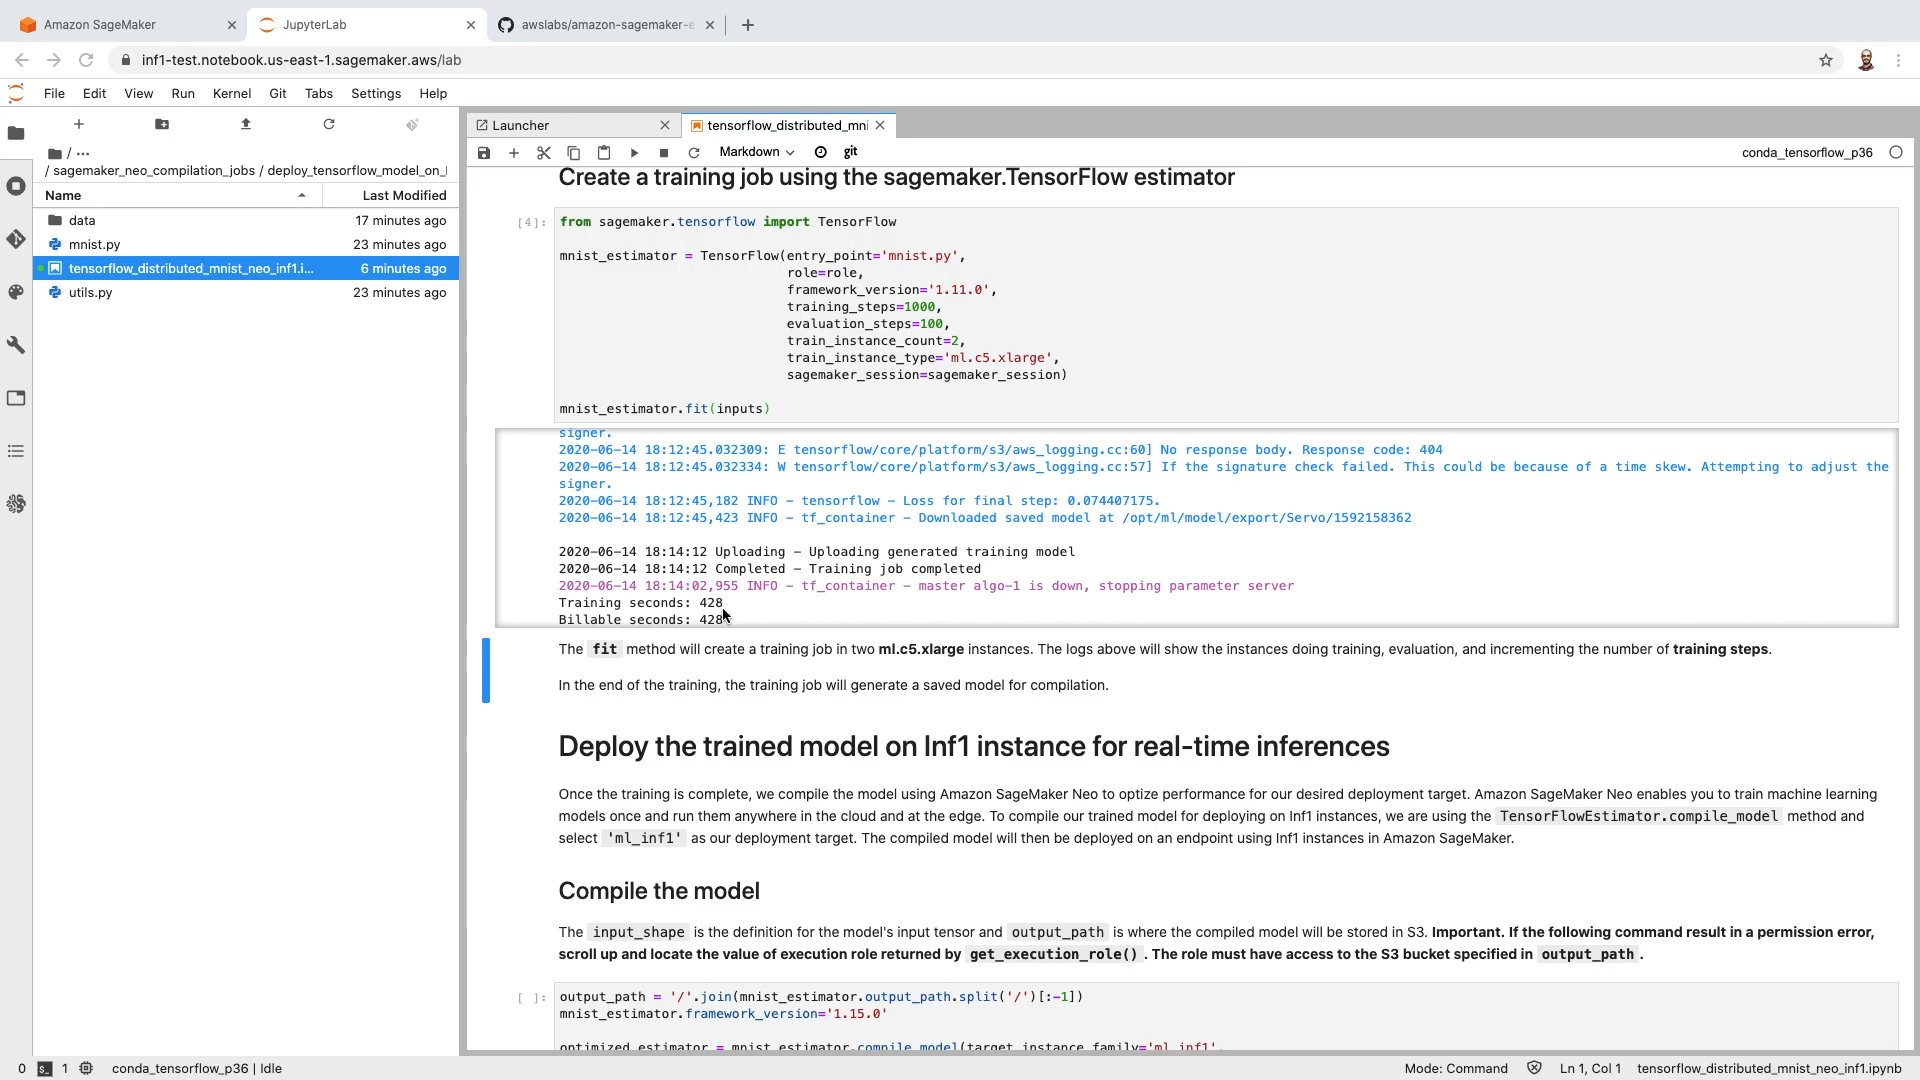 Amazon SageMaker
JupyterLab
awslabs/amazon-sagemaker-e
inf1-test.notebook.us-east-1.sagemaker.aws/lab
File Edit View Run Kernel Git Tabs Settings Help
/ ...
/ sagemaker_neo_compilation_jobs / deploy_tensorflow_model_on_I
Name Last Modified
data 17 minutes ago
mnist.py 23 minutes ago
tensorflow_distributed_mnist_neo_inf1.i... 6 minutes ago
utils.py 23 minutes ago
Launcher
tensorflow_distributed_mni
Markdown git conda_tensorflow_p36
Create a training job using the sagemaker.TensorFlow estimator
[4]: from sagemaker.tensorflow import TensorFlow
mnist_estimator = TensorFlow(entry_point='mnist.py',
role=role,
framework_version='1.11.0',
training_steps=1000,
evaluation_steps=100,
train_instance_count=2,
train_instance_type='ml.c5.xlarge',
sagemaker_session=sagemaker_session)
mnist_estimator.fit(inputs)
signer.
2020-06-14 18:12:45.032309: E tensorflow/core/platform/s3/aws_logging.cc:60] No response body. Response code: 404
2020-06-14 18:12:45.032334: W tensorflow/core/platform/s3/aws_logging.cc:57] If the signature check failed. This could be because of a time skew. Attempting to adjust the
signer.
2020-06-14 18:12:45,182 INFO - tensorflow - Loss for final step: 0.074407175.
2020-06-14 18:12:45,423 INFO - tf_container - Downloaded saved model at /opt/ml/model/export/Servo/1592158362
2020-06-14 18:14:12 Uploading - Uploading generated training model
2020-06-14 18:14:12 Completed - Training job completed
2020-06-14 18:14:02,955 INFO - tf_container - master algo-1 is down, stopping parameter server
Training seconds: 428
Billable seconds: 428
The fit method will create a training job in two ml.c5.xlarge instances. The logs above will show the instances doing training, evaluation, and incrementing the number of training steps.
In the end of the training, the training job will generate a saved model for compilation.
Deploy the trained model on Inf1 instance for real-time inferences
Once the training is complete, we compile the model using Amazon SageMaker Neo to optize performance for our desired deployment target. Amazon SageMaker Neo enables you to train machine learning
models once and run them anywhere in the cloud and at the edge. To compile our trained model for deploying on Inf1 instances, we are using the TensorFlowEstimator.compile_model method and
select 'ml_inf1' as our deployment target. The compiled model will then be deployed on an endpoint using Inf1 instances in Amazon SageMaker.
Compile the model
The input_shape is the definition for the model's input tensor and output_path is where the compiled model will be stored in S3. Important. If the following command result in a permission error,
scroll up and locate the value of execution role returned by get_execution_role() . The role must have access to the S3 bucket specified in output_path .
[ ]: output_path = '/'.join(mnist_estimator.output_path.split('/')[:-1])
mnist_estimator.framework_version='1.15.0'
optimized_estimator = mnist_estimator.compile_model(target_instance_family='ml_inf1',
0 1 conda_tensorflow_p36 | Idle Mode: Command Ln 1, Col 1 tensorflow_distributed_mnist_neo_inf1.ipynb